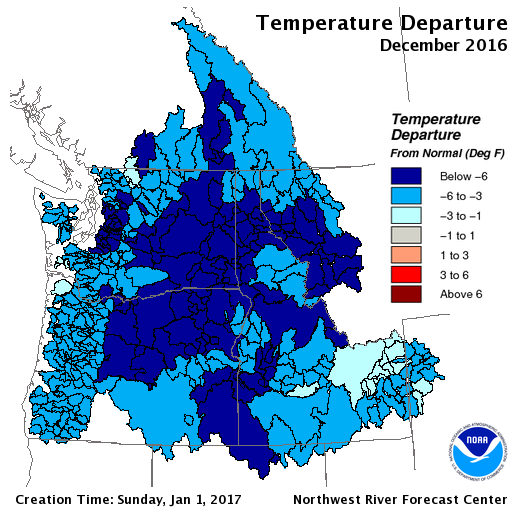 Temperature Departure
December 2016
Temperature
Departure
From Normal (Deg F)
Below −6
−6 to −3
−3 to −1
−1 to 1
1 to 3
3 to 6
Above 6
NOAA
Creation Time: Sunday, Jan 1, 2017
Northwest River Forecast Center